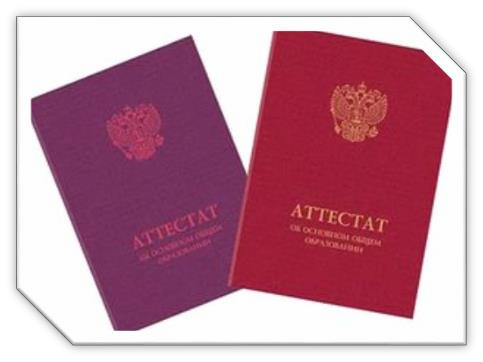 АТТЕСТАТ
ОБ ОСНОВНОМ ОБЩЕМ
ОБРАЗОВАНИИ
АТТЕСТАТ
ОБ ОСНОВНОМ ОБЩЕМ
ОБРАЗОВАНИИ